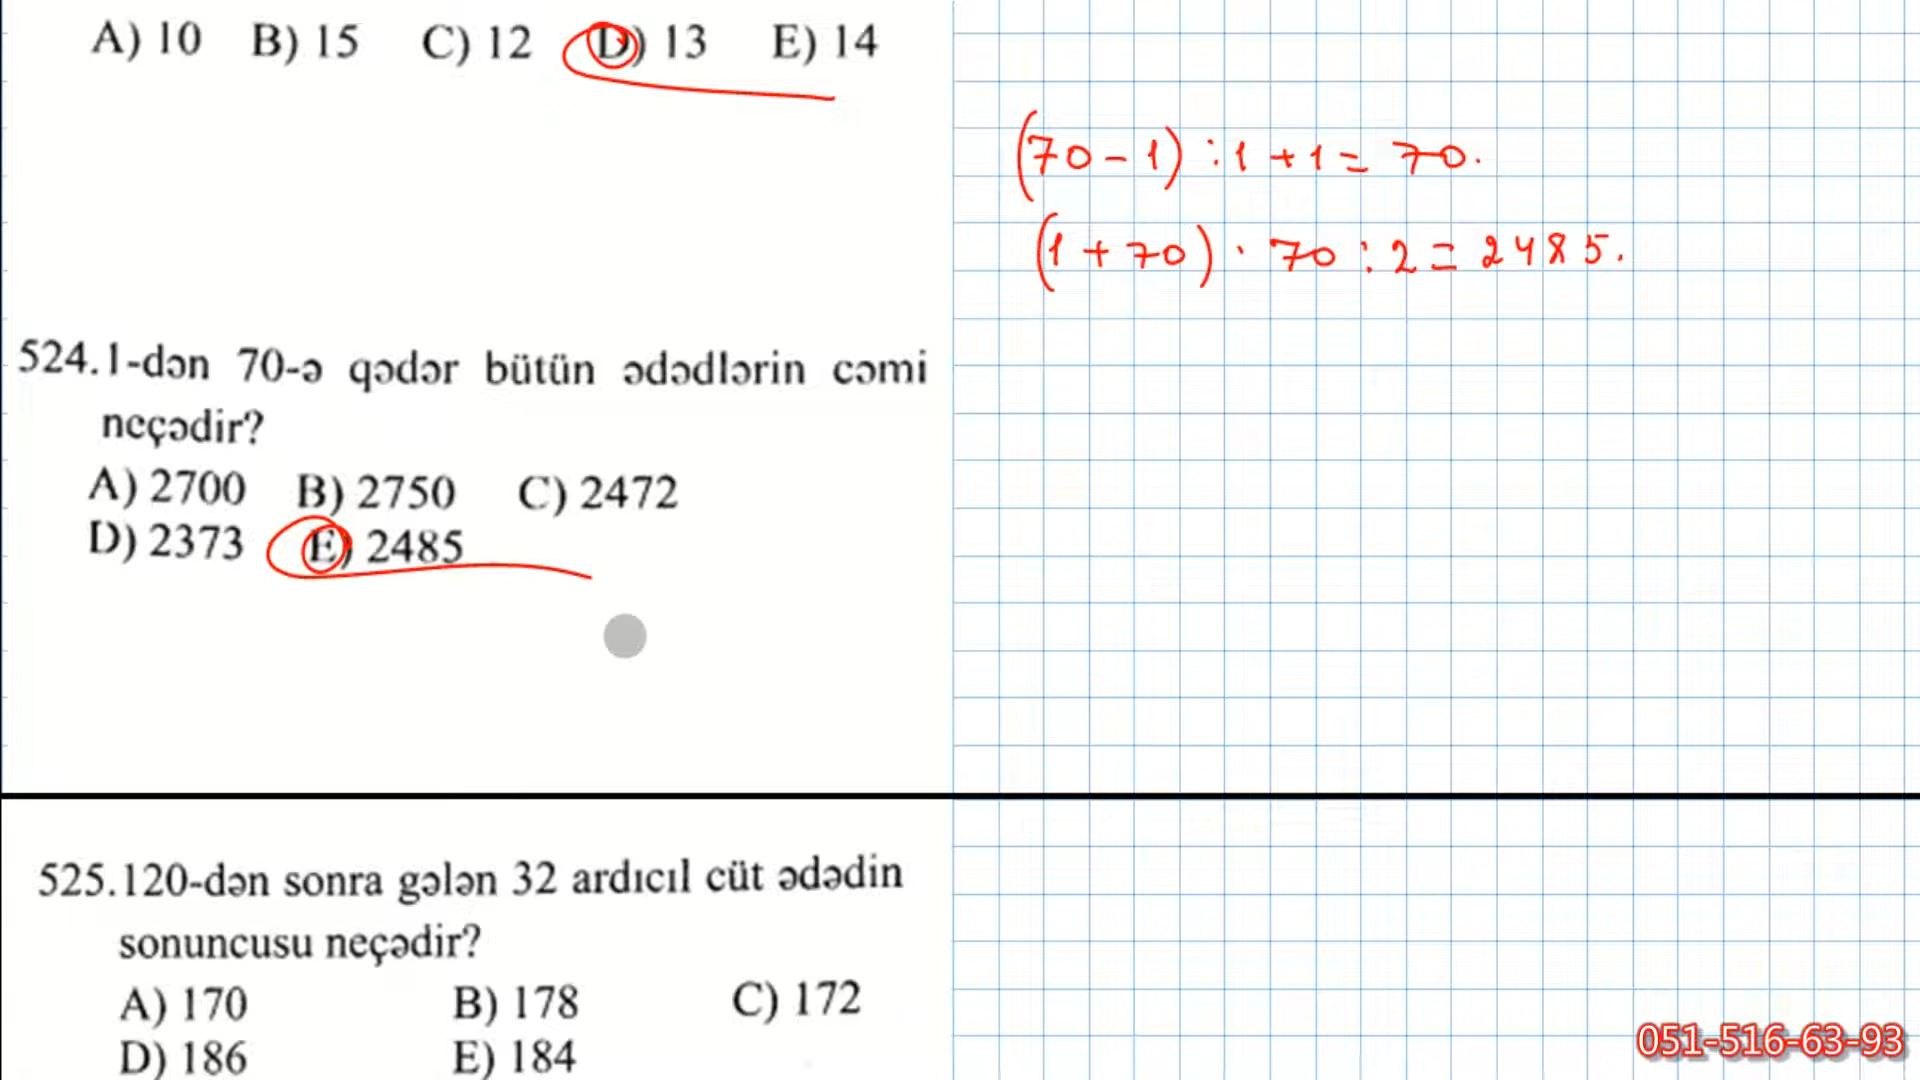 A) 10 B) 15 C) 12 D) 13 E) 14
(70-1):1+1=70.
(1+70)·70:2=2485.
524.1-dən 70-ə qədər bütün ədədlərin cəmi
neçədir?
A) 2700 B) 2750 C) 2472
D) 2373 E) 2485
525.120-dən sonra gələn 32 ardıcıl cüt ədədin
sonuncusu neçədir?
A) 170 B) 178 C) 172
D) 186 E) 184
051-516-63-93